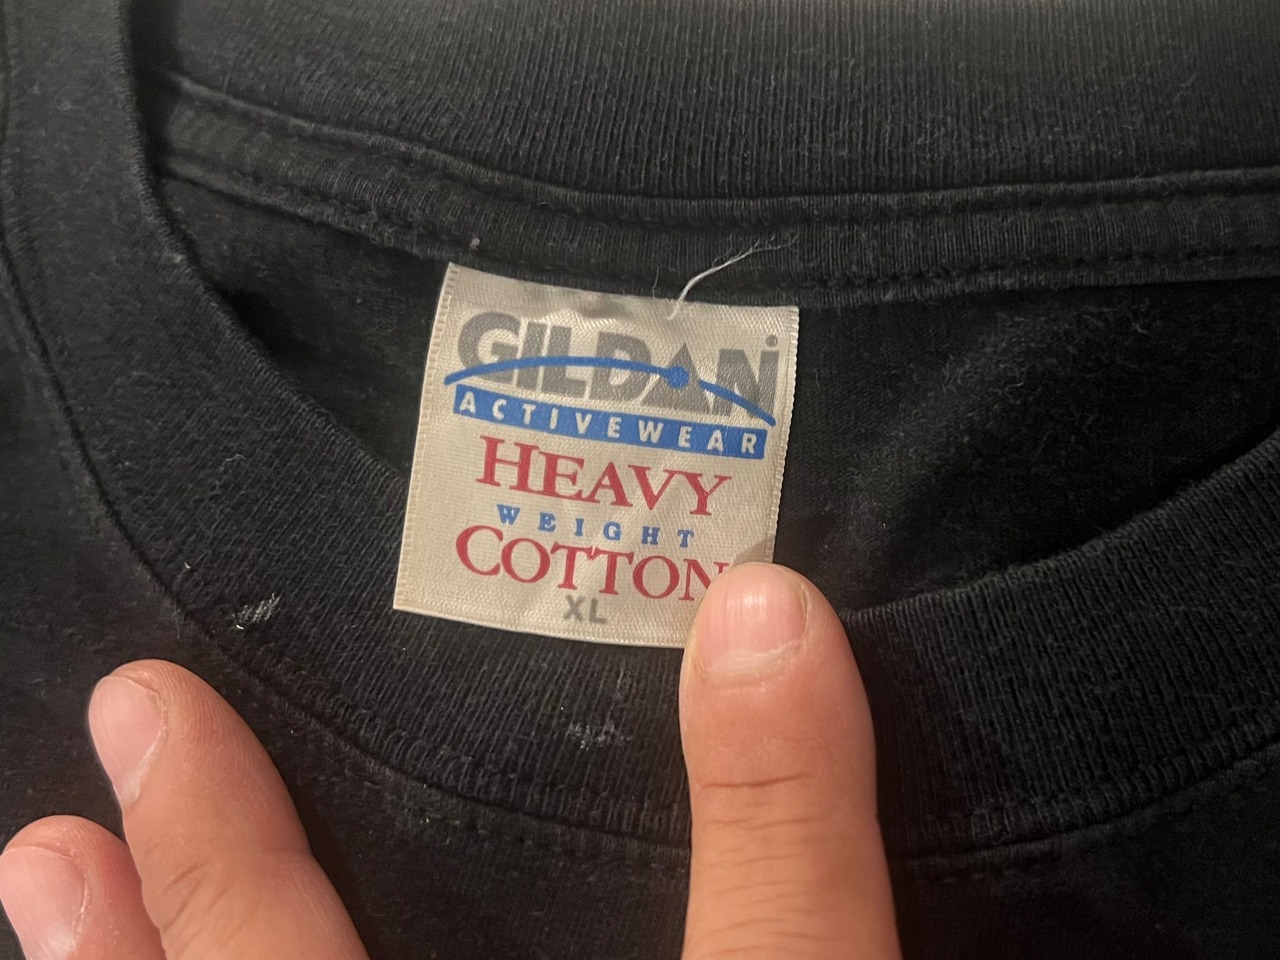 GILDAN®
ACTIVEWEAR
HEAVY
WEIGHT
COTTON
XL